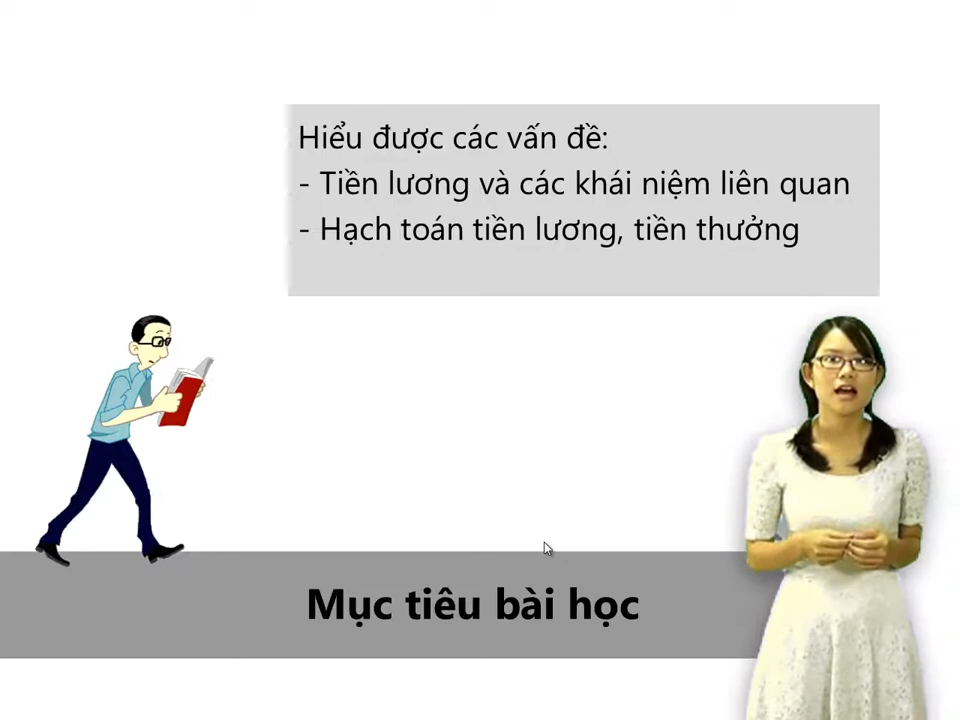 Hiểu được các vấn đề:
- Tiền lương và các khái niệm liên quan
- Hạch toán tiền lương, tiền thưởng
Mục tiêu bài học